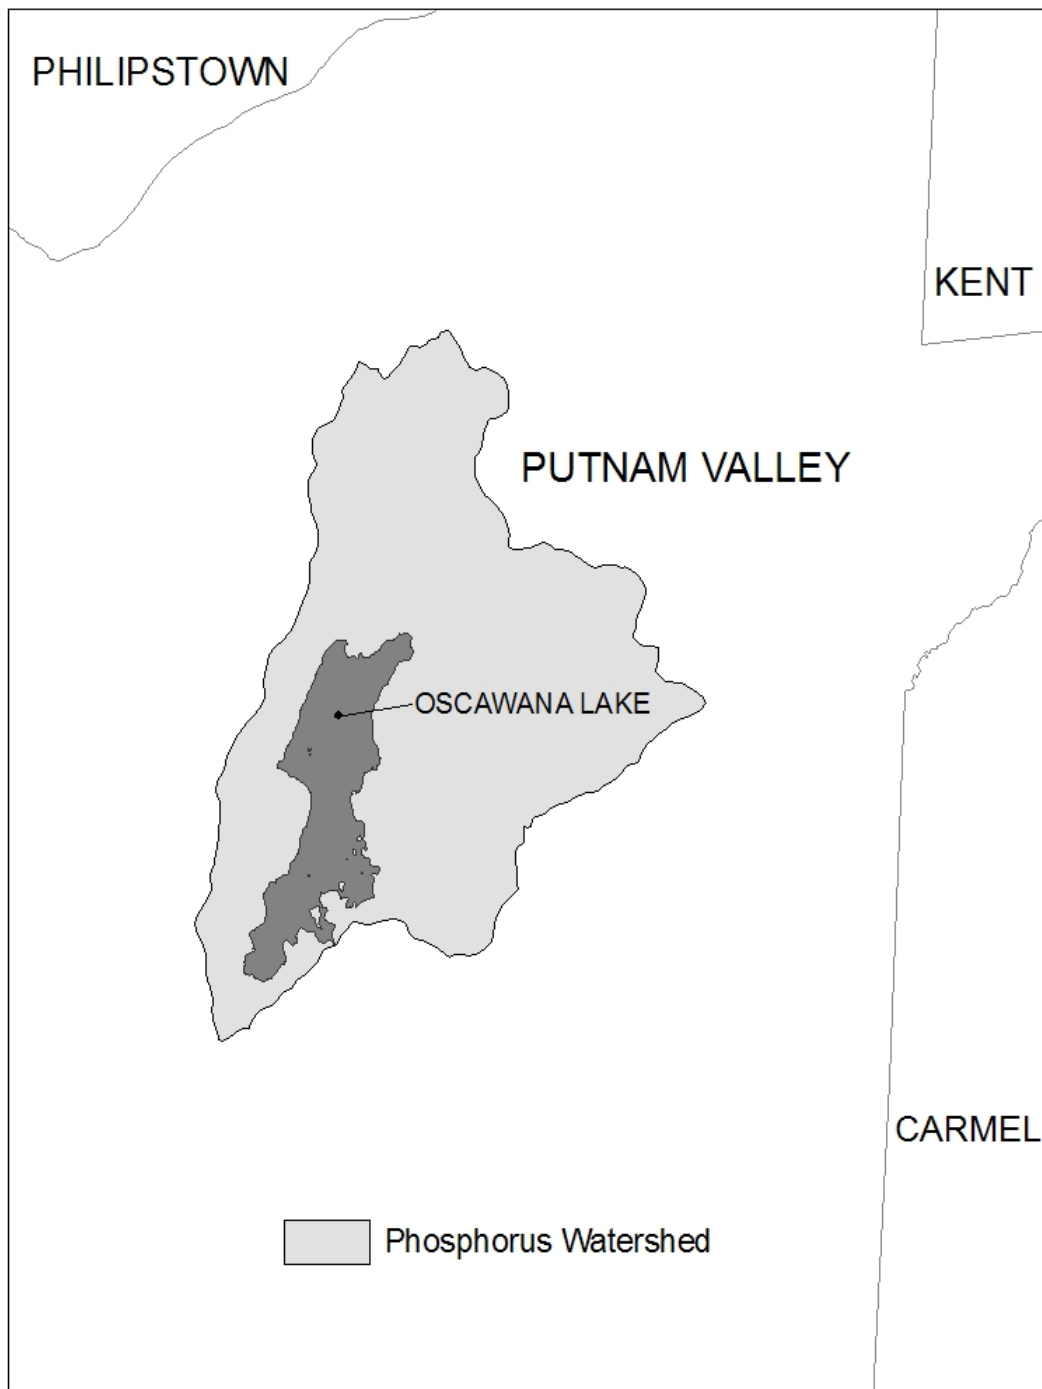 PHILIPSTOWN
KENT
PUTNAM VALLEY
OSCAWANA LAKE
CARMEL
Phosphorus Watershed